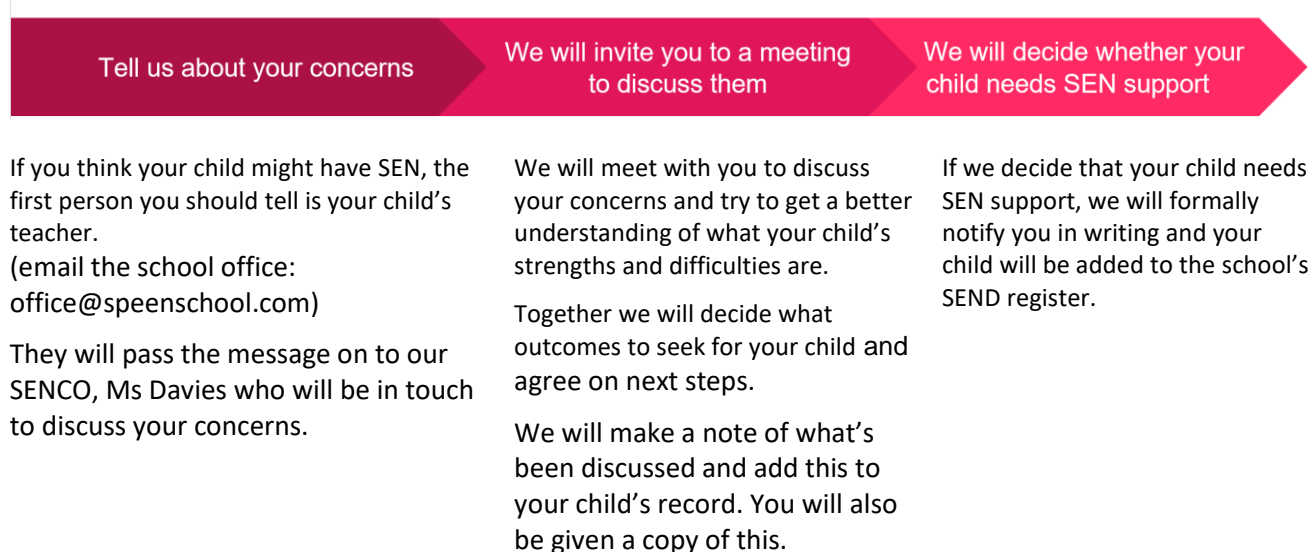 Tell us about your concerns
We will invite you to a meeting
to discuss them
We will decide whether your
child needs SEN support
If you think your child might have SEN, the
first person you should tell is your child’s
teacher.
(email the school office:
office@speenschool.com)
They will pass the message on to our
SENCO, Ms Davies who will be in touch
to discuss your concerns.
We will meet with you to discuss
your concerns and try to get a better
understanding of what your child’s
strengths and difficulties are.
Together we will decide what
outcomes to seek for your child and
agree on next steps.
We will make a note of what’s
been discussed and add this to
your child’s record. You will also
be given a copy of this.
If we decide that your child needs
SEN support, we will formally
notify you in writing and your
child will be added to the school’s
SEND register.